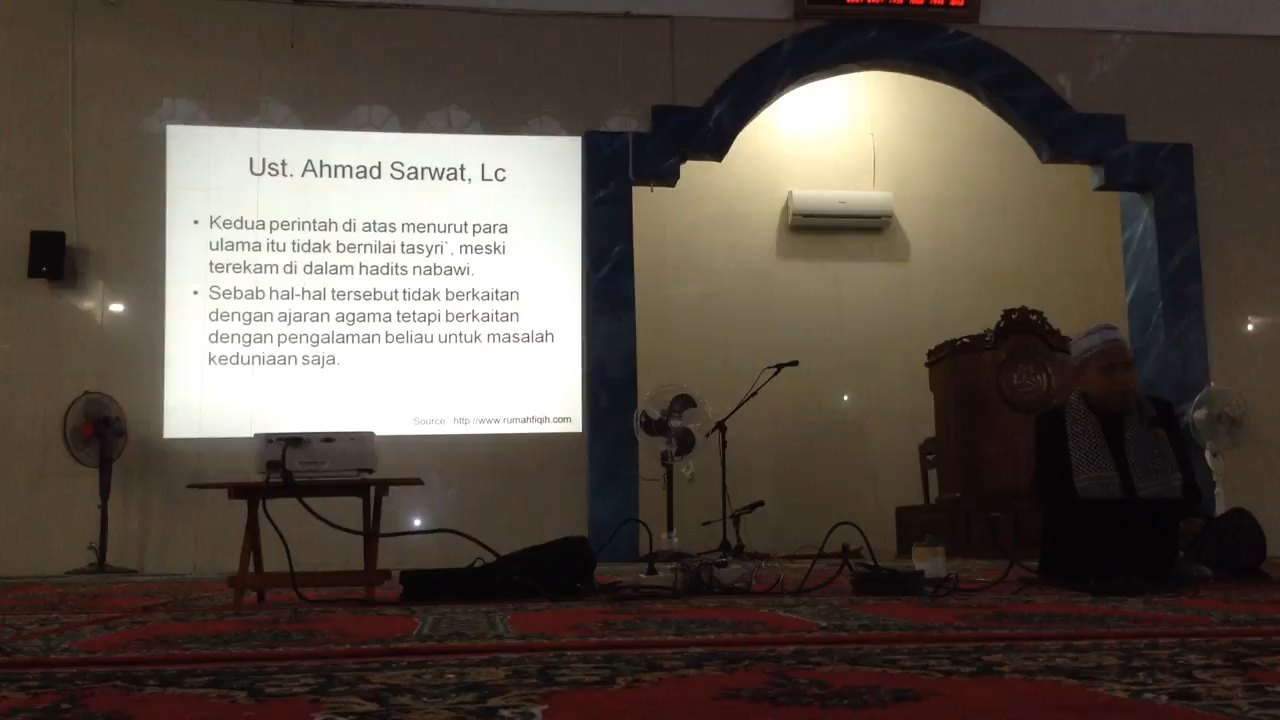 Ust. Ahmad Sarwat, Lc
• Kedua perintah di atas menurut para
ulama itu tidak bernilai tasyri`, meski
terekam di dalam hadits nabawi.
• Sebab hal-hal tersebut tidak berkaitan
dengan ajaran agama tetapi berkaitan
dengan pengalaman beliau untuk masalah
keduniaan saja.
Source : http://www.rumahfiqih.com